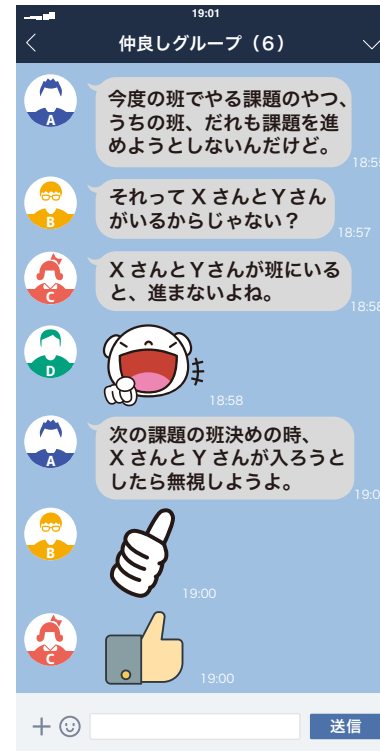 19:01
仲良しグループ（6）
今度の班でやる課題のやつ、
うちの班、だれも課題を進
めようとしないんだけど。
A
18:55
それって X さんとYさん
がいるからじゃない？
B
18:57
X さんとYさんが班にいる
と、進まないよね。
C
18:58
D
18:58
次の課題の班決めの時、
X さんと Y さんが入ろうと
したら無視しようよ。
A
B
19:00
C
19:00
送信